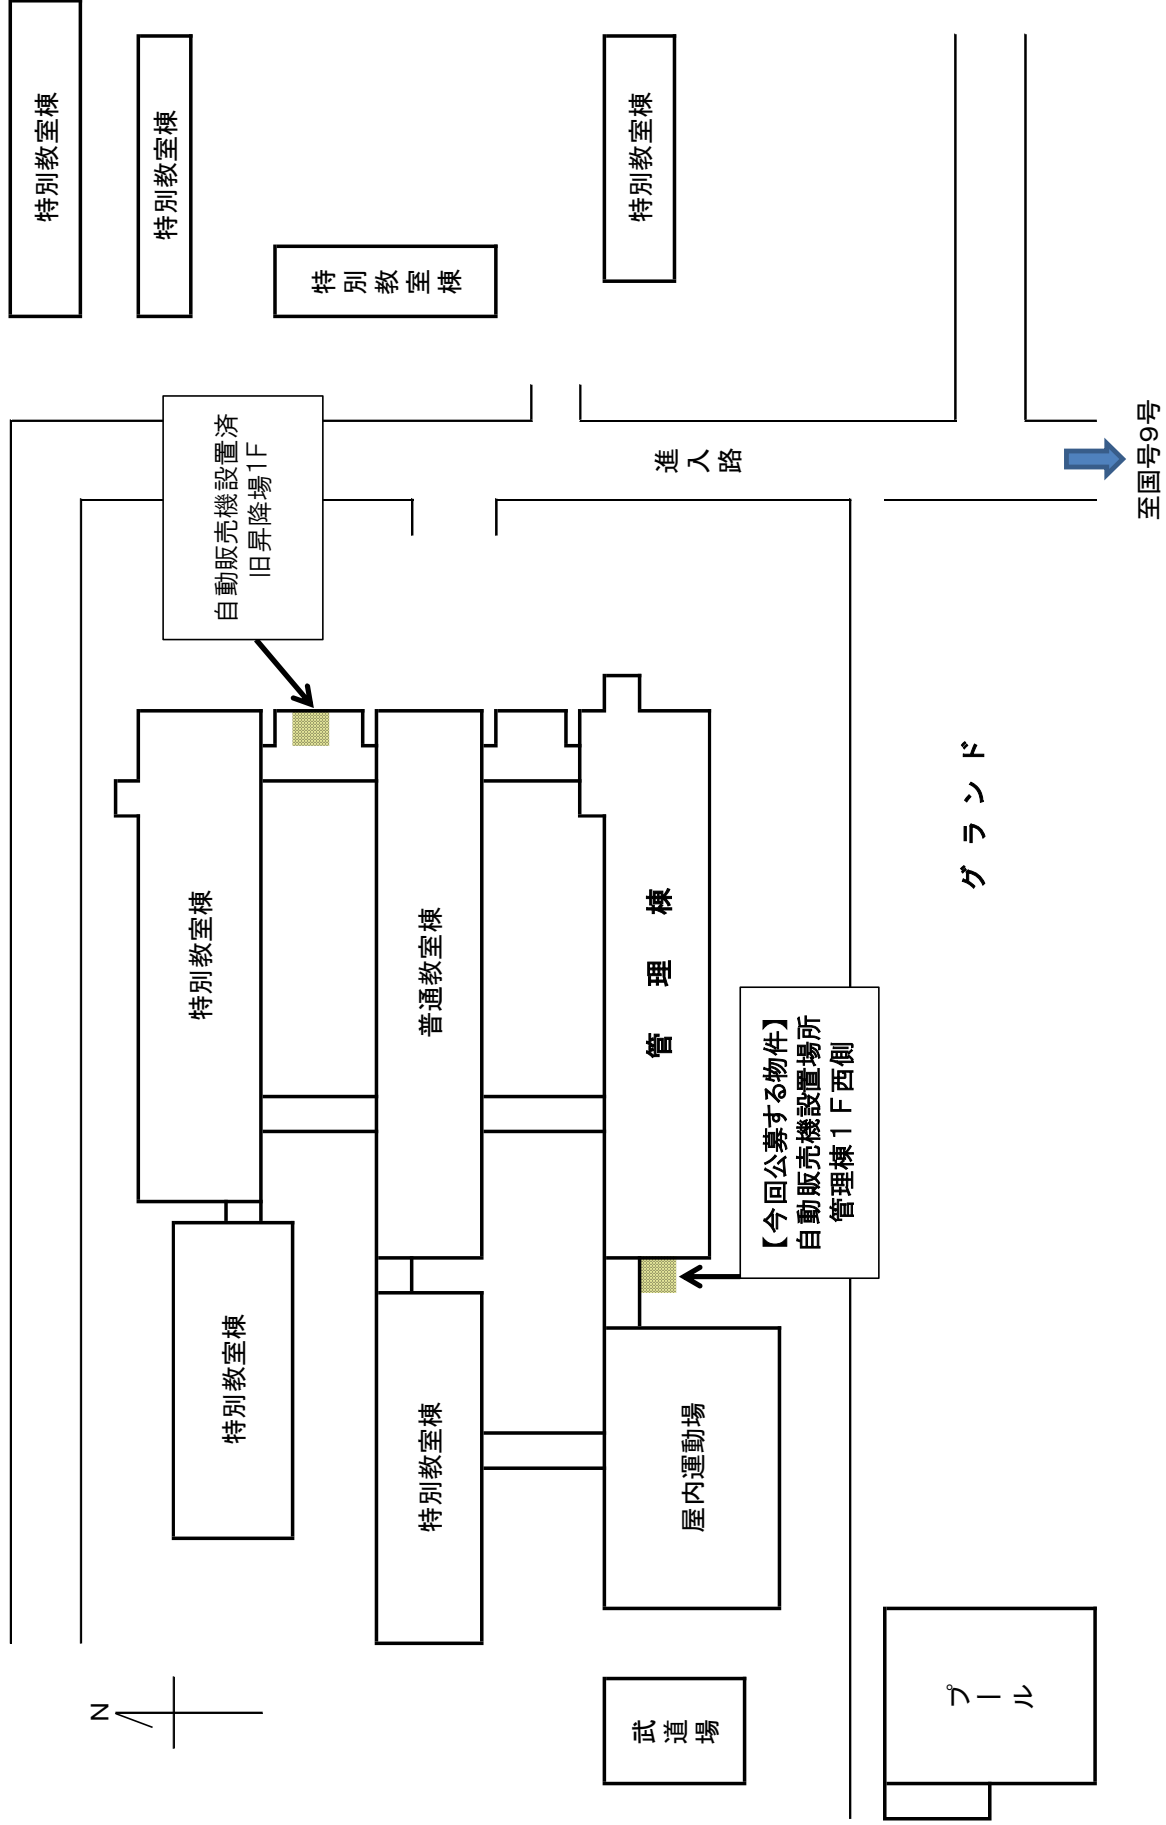 特別教室棟
N
特別教室棟
特別教室棟
特別教室棟
自動販売機設置済
旧昇降場1F
特別教室棟
特別教室棟
普通教室棟
特別教室棟
武道場
屋内運動場
管　理　棟
進入路
特別教室棟
【今回公募する物件】
自動販売機設置場所
管理棟１Ｆ西側
プール
グランド
至国号9号